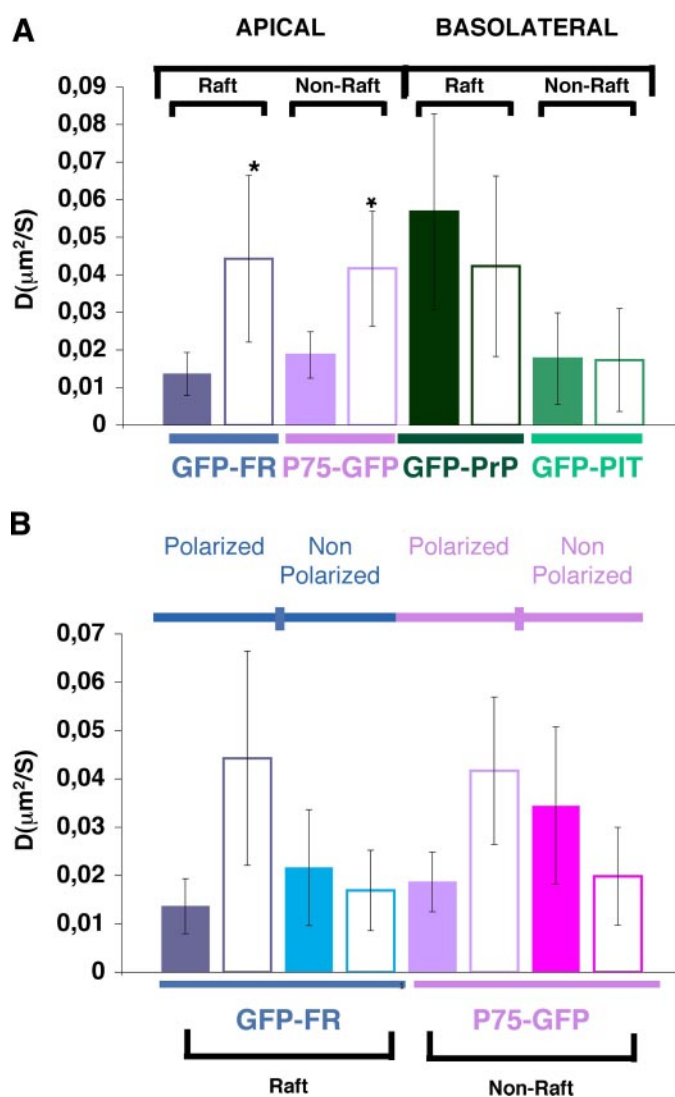 A
APICAL BASOLATERAL
Raft Non-Raft Raft Non-Raft
0,09
0,08
0,07
0,06
0,05
0,04
0,03
0,02
0,01
0
D(μm²/S)
* *
GFP-FR P75-GFP GFP-PrP GFP-PIT
B
Polarized Non Polarized Polarized Non Polarized
0,07
0,06
0,05
0,04
0,03
0,02
0,01
0
D(μm²/S)
GFP-FR P75-GFP
Raft Non-Raft